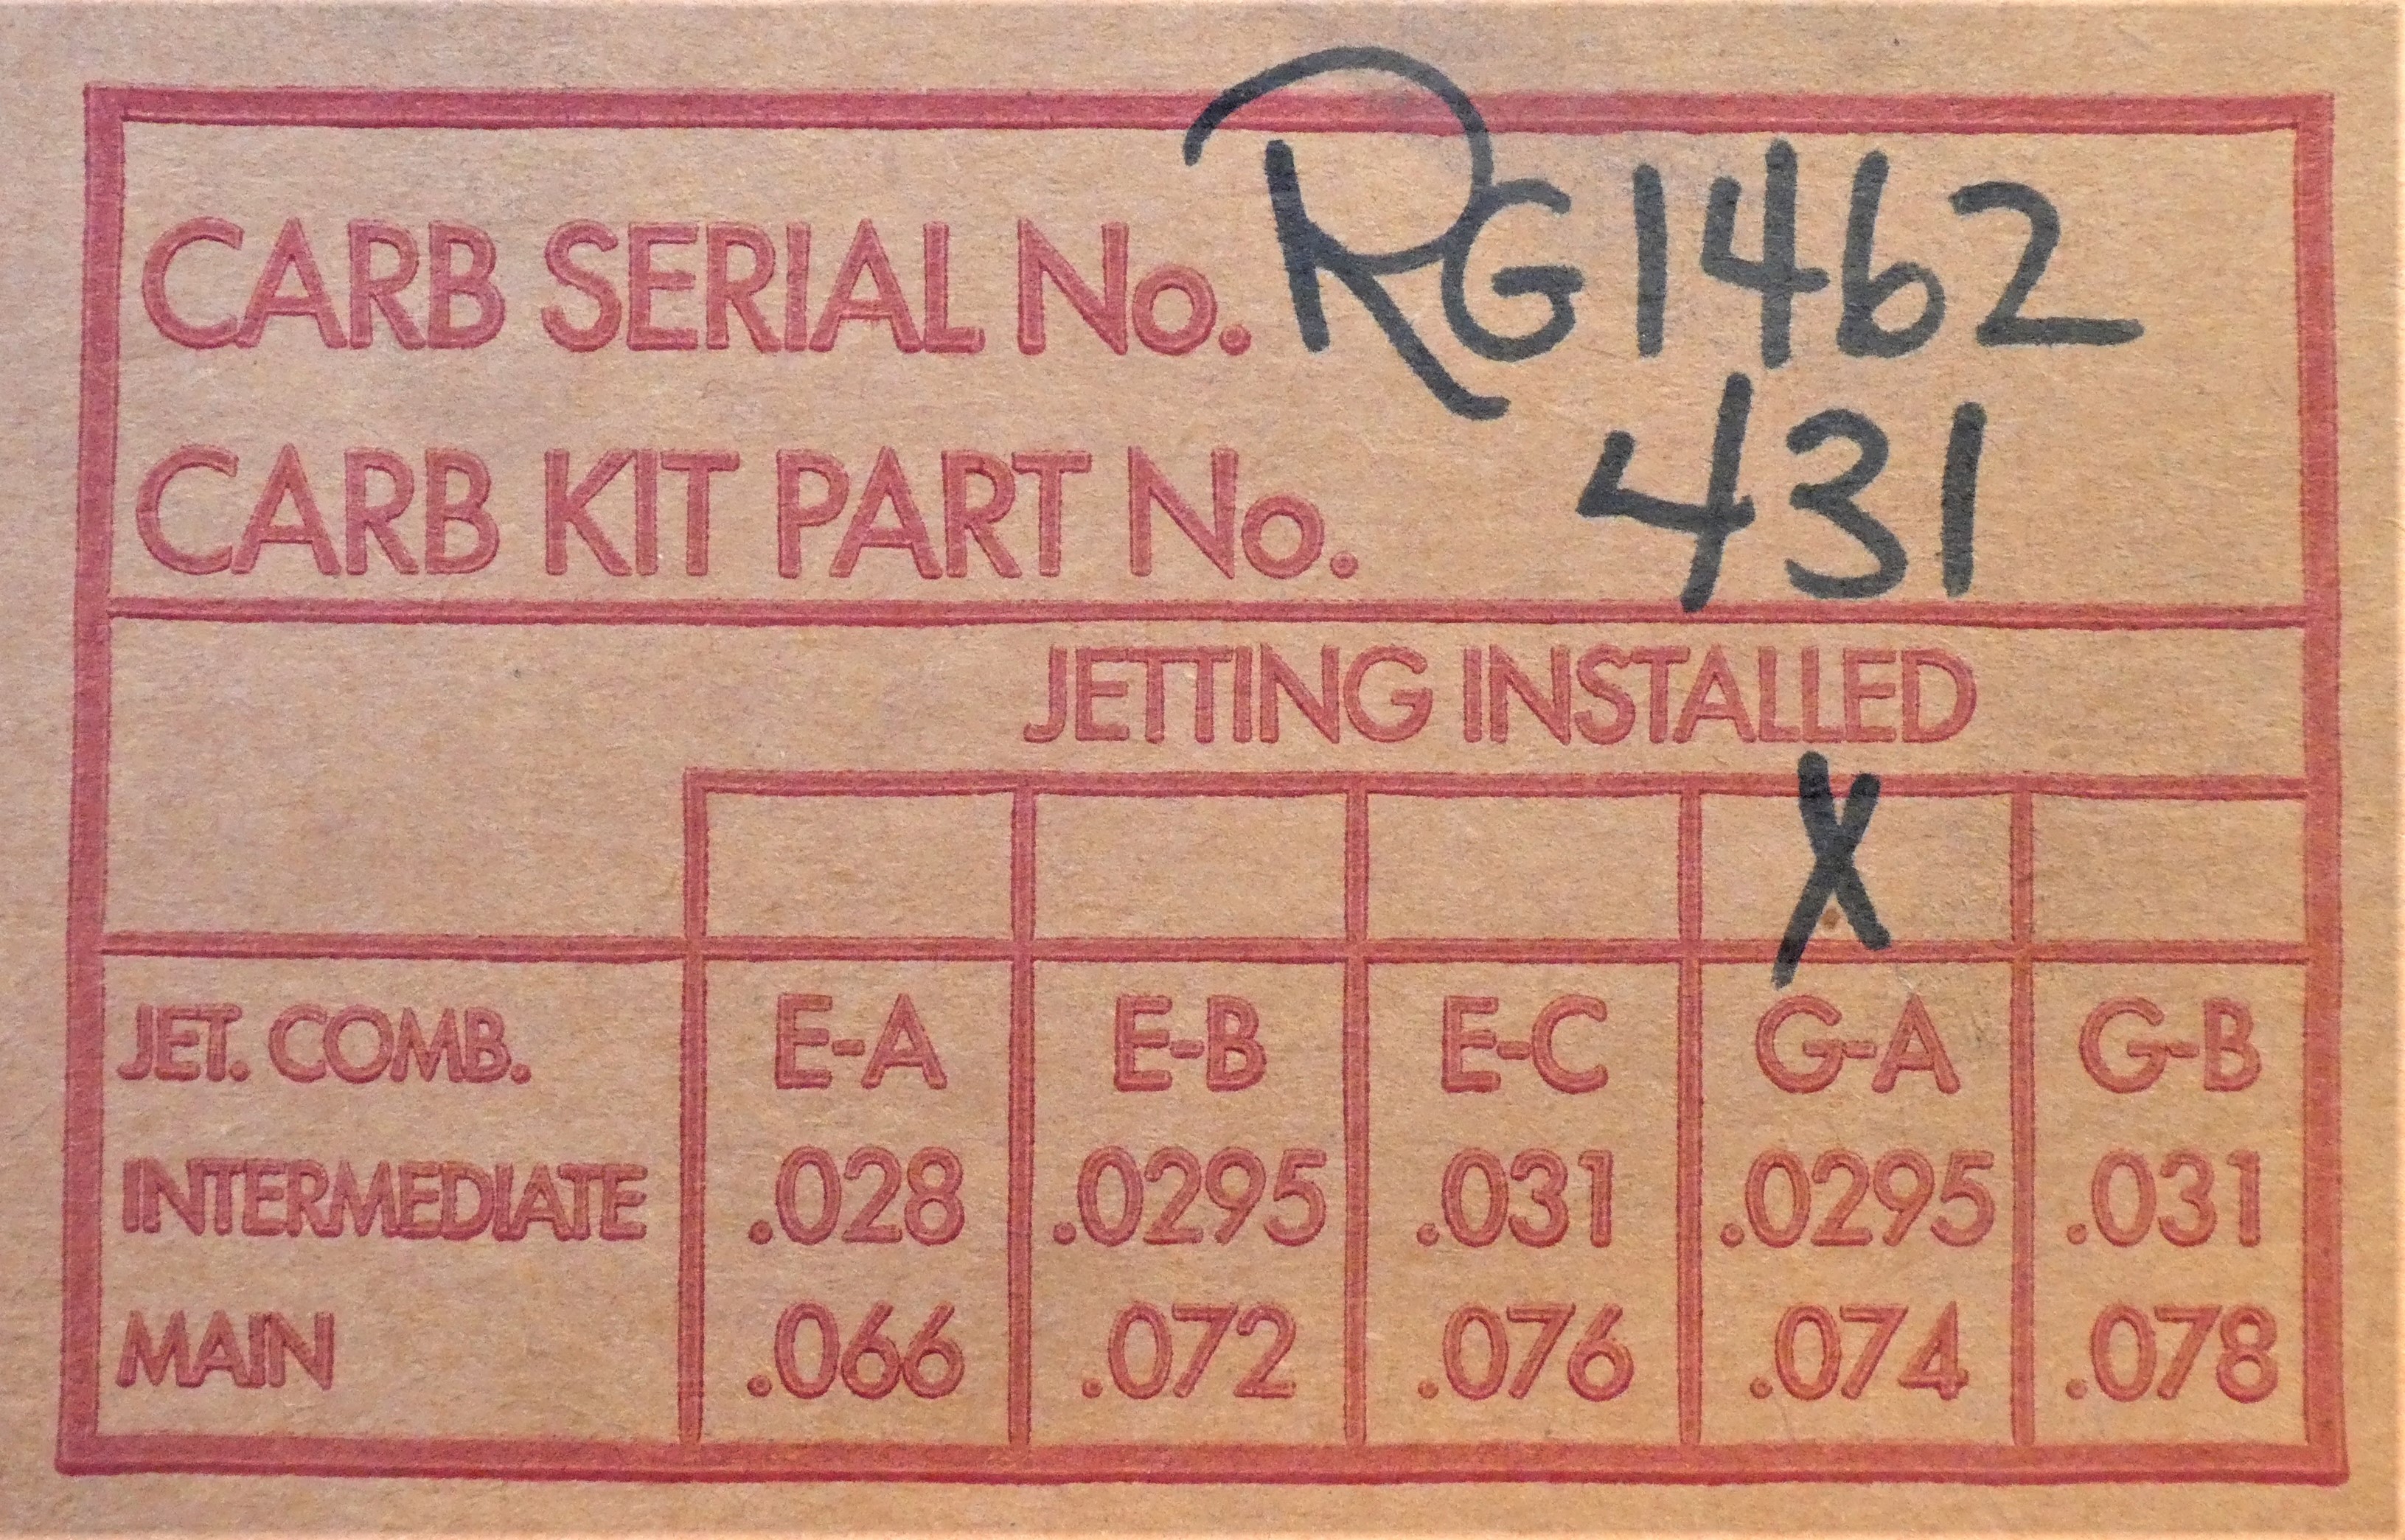 CARB SERIAL No. RG1462
CARB KIT PART No. 431
JETTING INSTALLED
X
JET. COMB. E-A E-B E-C G-A G-B
INTERMEDIATE .028 .0295 .031 .0295 .031
MAIN .066 .072 .076 .074 .078